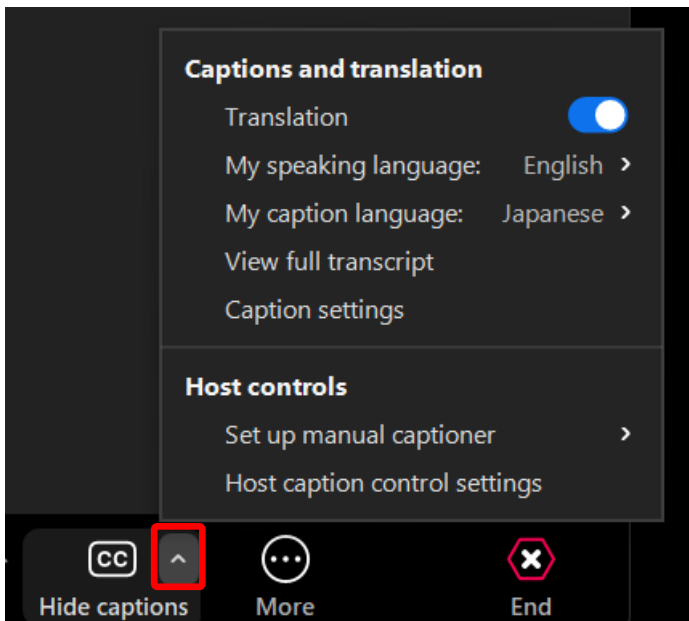 Captions and translation
Translation
My speaking language: English >
My caption language: Japanese >
View full transcript
Caption settings
Host controls
Set up manual captioner >
Host caption control settings
CC
Hide captions
More
End